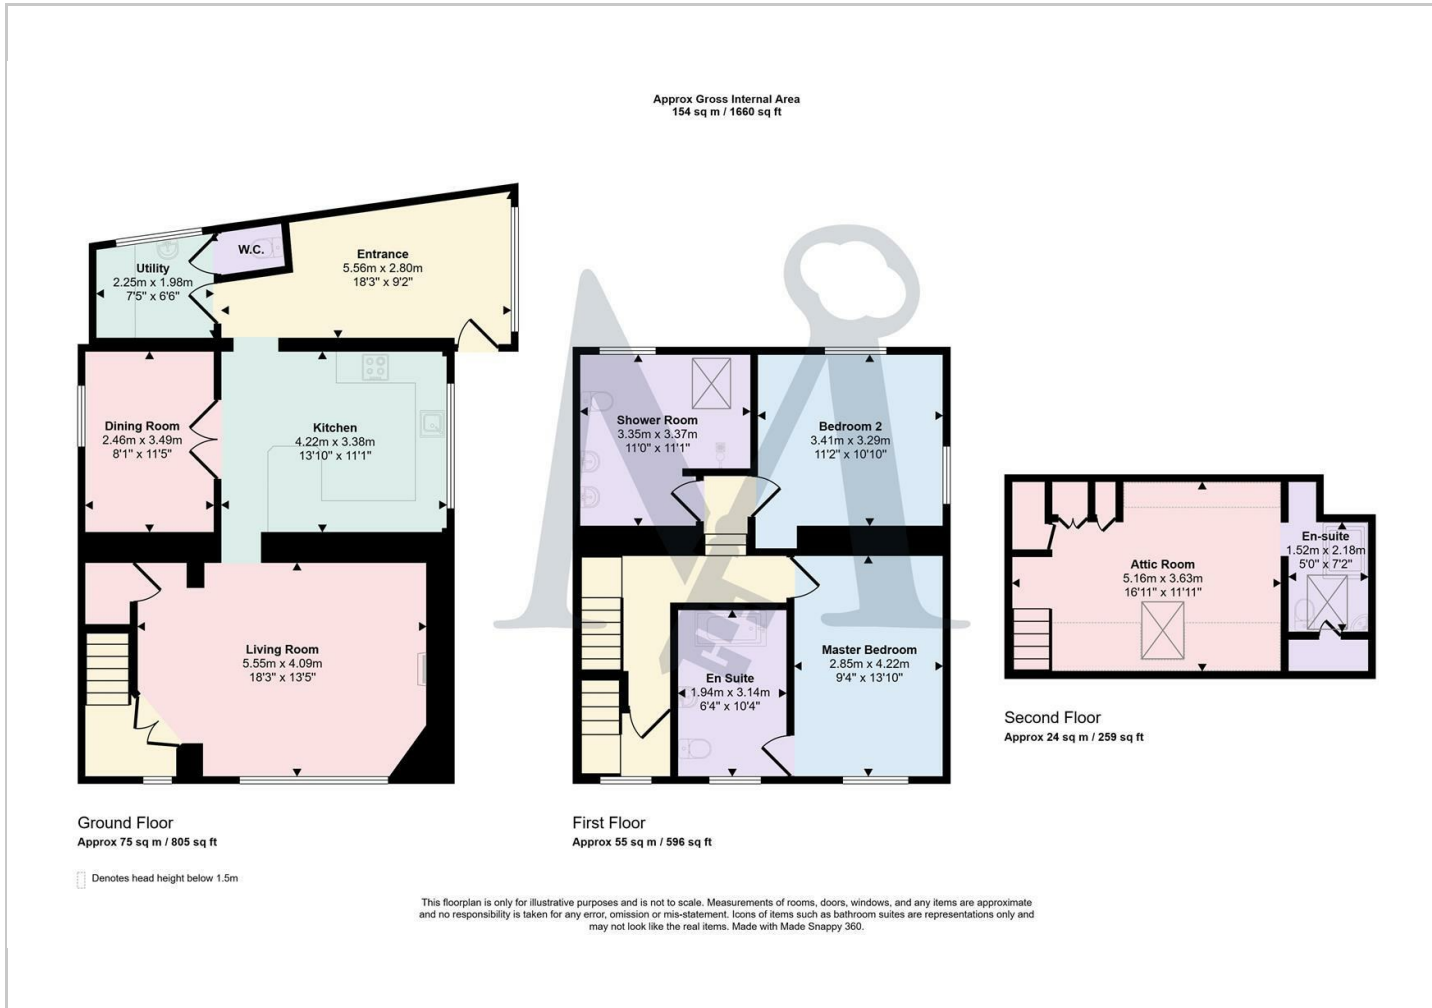 Approx Gross Internal Area
154 sq m / 1660 sq ft
W.C.
Entrance
5.56m x 2.80m
18'3" x 9'2"
Utility
2.25m x 1.98m
7'5" x 6'6"
Dining Room
2.46m x 3.49m
8'1" x 11'5"
Kitchen
4.22m x 3.38m
13'10" x 11'1"
Living Room
5.55m x 4.09m
18'3" x 13'5"
Ground Floor
Approx 75 sq m / 805 sq ft
Denotes head height below 1.5m
Shower Room
3.35m x 3.37m
11'0" x 11'1"
Bedroom 2
3.41m x 3.29m
11'2" x 10'10"
En Suite
1.94m x 3.14m
6'4" x 10'4"
Master Bedroom
2.85m x 4.22m
9'4" x 13'10"
First Floor
Approx 55 sq m / 596 sq ft
Attic Room
5.16m x 3.63m
16'11" x 11'11"
En-suite
1.52m x 2.18m
5'0" x 7'2"
Second Floor
Approx 24 sq m / 259 sq ft
This floorplan is only for illustrative purposes and is not to scale. Measurements of rooms, doors, windows, and any items are approximate
and no responsibility is taken for any error, omission or mis-statement. Icons of items such as bathroom suites are representations only and
may not look like the real items. Made with Made Snappy 360.